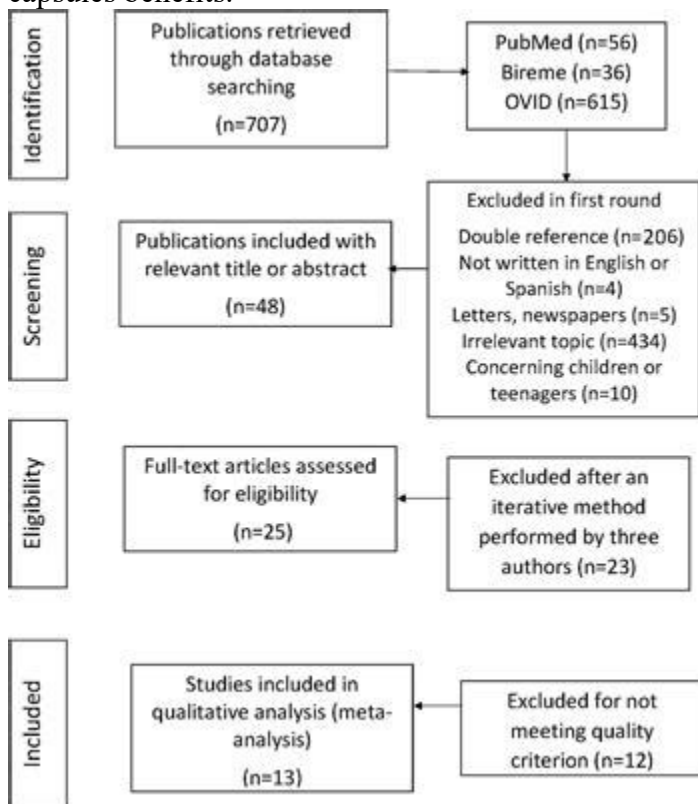 capsules benefits.
Identification
Publications retrieved
through database
searching
(n=707)
PubMed (n=56)
Bireme (n=36)
OVID (n=615)
Screening
Publications included with
relevant title or abstract
(n=48)
Excluded in first round
Double reference (n=206)
Not written in English or
Spanish (n=4)
Letters, newspapers (n=5)
Irrelevant topic (n=434)
Concerning children or
teenagers (n=10)
Eligibility
Full-text articles assessed
for eligibility
(n=25)
Excluded after an
iterative method
performed by three
authors (n=23)
Included
Studies included in
qualitative analysis (meta-
analysis)
(n=13)
Excluded for not
meeting quality
criterion (n=12)